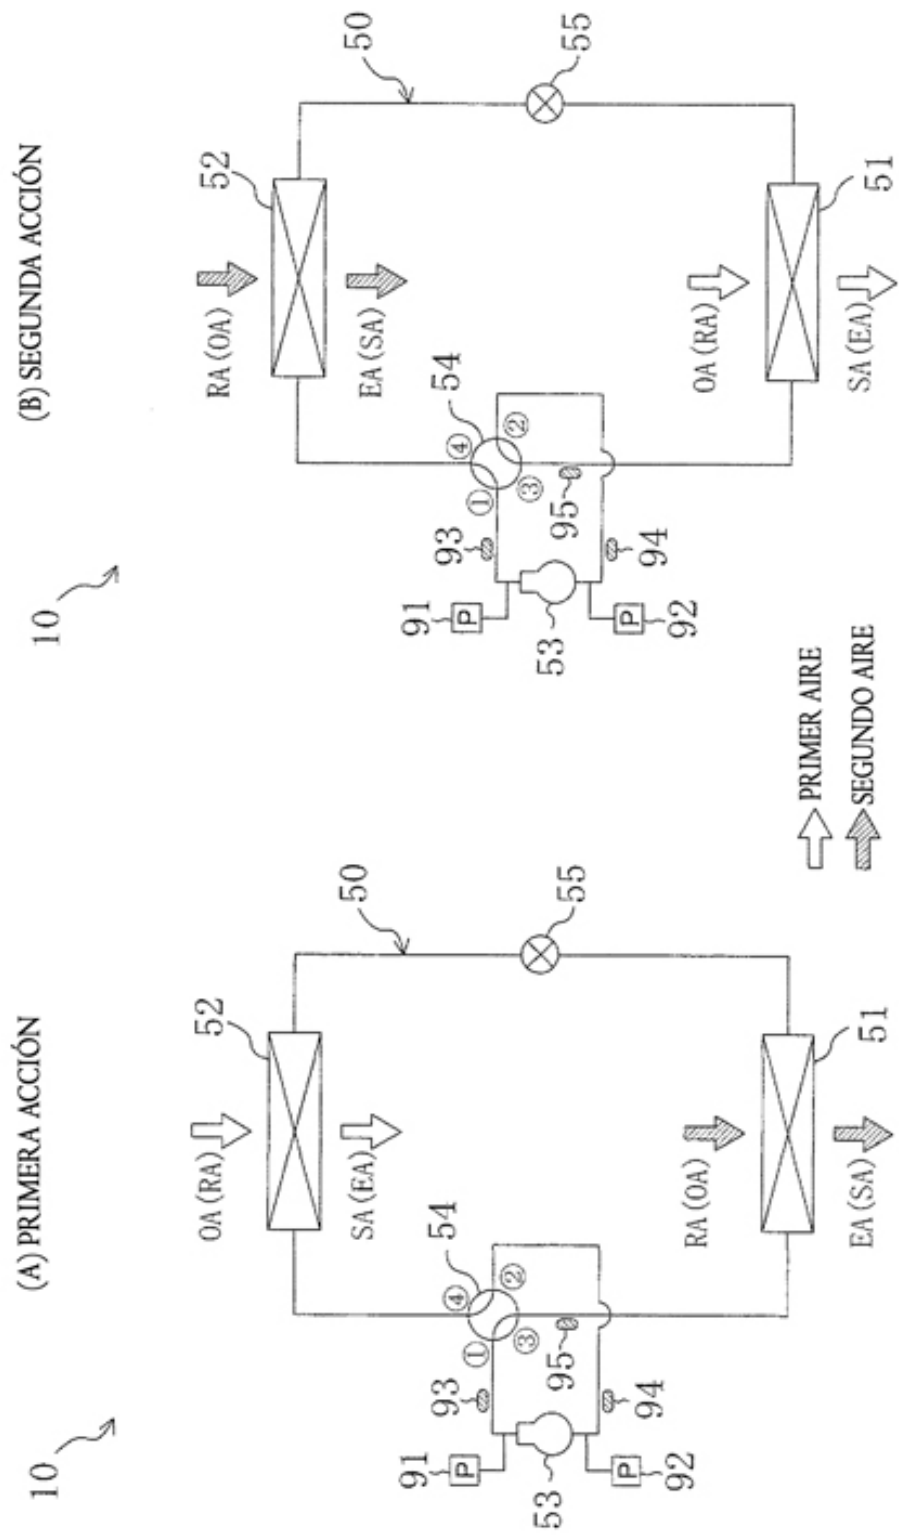 (A) PRIMERA ACCIÓN
10
OA(RA)
52
SA(EA)
50
91
93
54
P
①
④
②
③
53
95
55
P
92
94
RA(OA)
EA(SA)
51
(B) SEGUNDA ACCIÓN
10
RA(OA)
52
EA(SA)
50
91
93
54
P
①
④
②
③
53
95
55
P
92
94
OA(RA)
SA(EA)
51
PRIMER AIRE
SEGUNDO AIRE